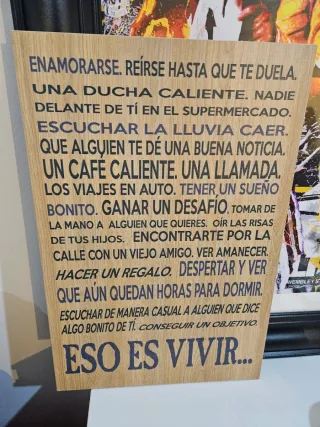 ENAMORARSE. REÍRSE HASTA QUE TE DUELA.
UNA DUCHA CALIENTE. NADIE
DELANTE DE TÍ EN EL SUPERMERCADO.
ESCUCHAR LA LLUVIA CAER.
QUE ALGUIEN TE DÉ UNA BUENA NOTICIA.
UN CAFÉ CALIENTE. UNA LLAMADA.
LOS VIAJES EN AUTO. TENER UN SUEÑO
BONITO. GANAR UN DESAFÍO. TOMAR DE
LA MANO A ALGUIEN QUE QUIERES. OÍR LAS RISAS
DE TUS HIJOS. ENCONTRARTE POR LA
CALLE CON UN VIEJO AMIGO. VER AMANECER.
HACER UN REGALO. DESPERTAR Y VER
QUE AÚN QUEDAN HORAS PARA DORMIR.
ESCUCHAR DE MANERA CASUAL A ALGUIEN QUE DICE
ALGO BONITO DE TÍ. CONSEGUIR UN OBJETIVO.
ESO ES VIVIR...